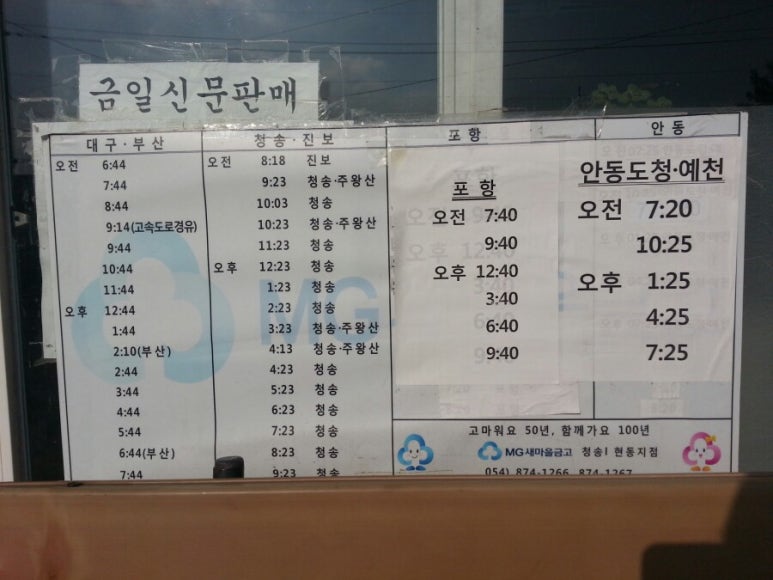 금일신문판매
대구·부산
오전 6:44
7:44
8:44
9:14(고속도로경유)
9:44
10:44
11:44
오후 12:44
1:44
2:10(부산)
2:44
3:44
4:44
5:44
6:44(부산)
7:44
청송·진보
오전 8:18 진보
9:23 청송·주왕산
10:03 청송
10:23 청송·주왕산
11:23 청송
오후 12:23 청송
1:23 청송
2:23 청송
3:23 청송·주왕산
4:13 청송·주왕산
4:23 청송
5:23 청송
6:23 청송
7:23 청송
8:23 청송
9:23 청송
포항
포항
오전 7:40
9:40
오후 12:40
3:40
6:40
9:40
안동
안동도청·예천
오전 7:20
10:25
오후 1:25
4:25
7:25
고마워요 50년, 함께가요 100년
MG새마을금고 청송 현동지점
054) 874-1266, 874-1267
MG